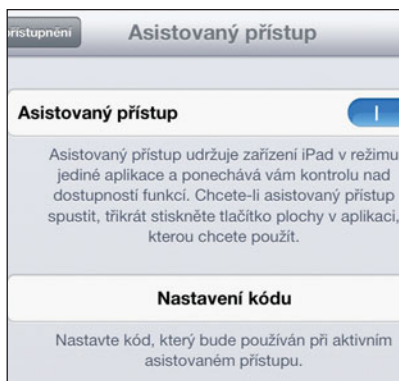 řístupnění Asistovaný přístup
Asistovaný přístup
Asistovaný přístup udržuje zařízení iPad v režimu
jediné aplikace a ponechává vám kontrolu nad
dostupností funkcí. Chcete-li asistovaný přístup
spustit, třikrát stiskněte tlačítko plochy v aplikaci,
kterou chcete použít.
Nastavení kódu
Nastavte kód, který bude používán při aktivním
asistovaném přístupu.